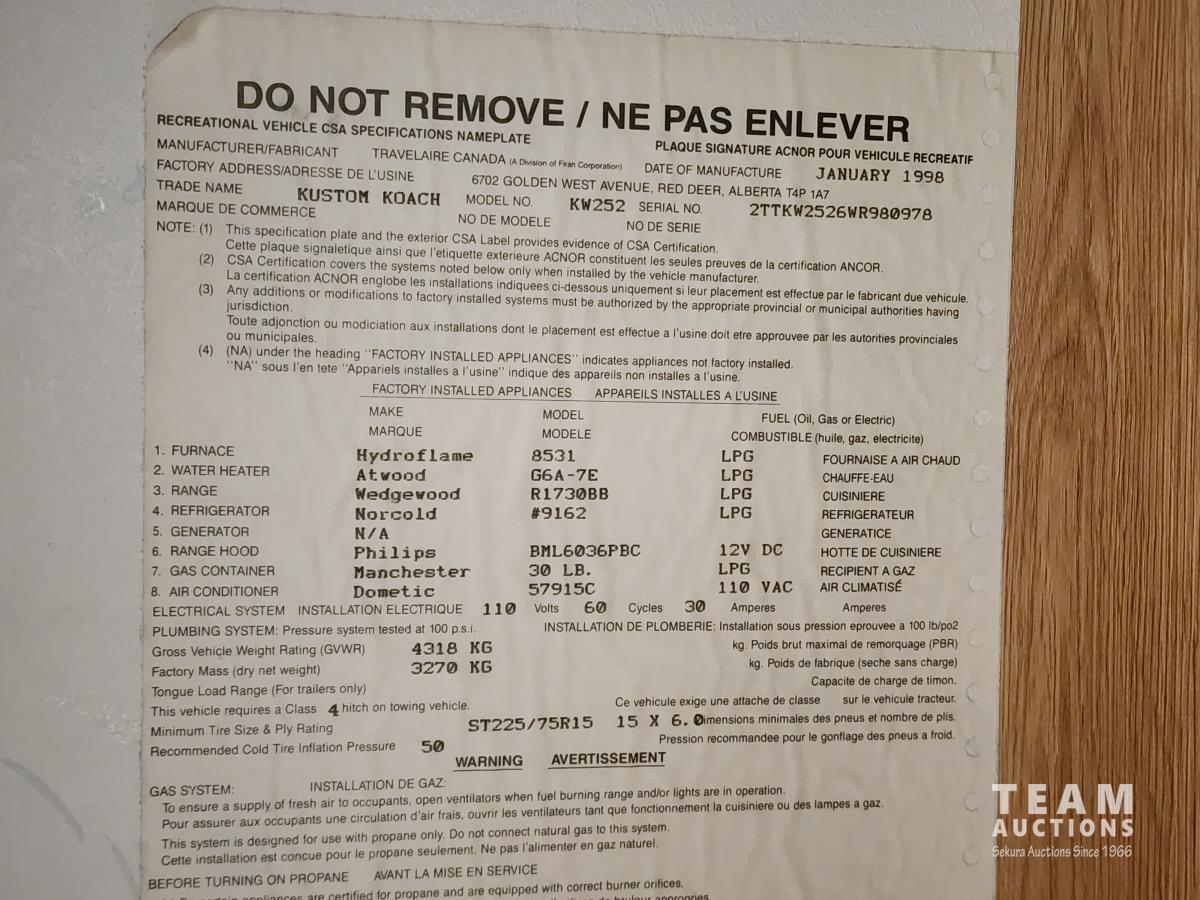 DO NOT REMOVE / NE PAS ENLEVER
RECREATIONAL VEHICLE CSA SPECIFICATIONS NAMEPLATE PLAQUE SIGNATURE ACNOR POUR VEHICULE RECREATIF
MANUFACTURER/FABRICANT TRAVELAIRE CANADA (A Division of Firan Corporation) DATE OF MANUFACTURE JANUARY 1998
FACTORY ADDRESS/ADRESSE DE L'USINE 6702 GOLDEN WEST AVENUE, RED DEER, ALBERTA T4P 1A7
TRADE NAME KUSTOM KOACH MODEL NO. KW252 SERIAL NO. 2TTKW2526WR980978
MARQUE DE COMMERCE NO DE MODELE NO DE SERIE
NOTE: (1) This specification plate and the exterior CSA Label provides evidence of CSA Certification.
Cette plaque signaletique ainsi que l'etiquette exterieure ACNOR constituent les seules preuves de la certification ANCOR.
(2) CSA Certification covers the systems noted below only when installed by the vehicle manufacturer.
La certification ACNOR englobe les installations indiquees ci-dessous uniquement si leur placement est effectue par le fabricant due vehicule.
(3) Any additions or modifications to factory installed systems must be authorized by the appropriate provincial or municipal authorities having
jurisdiction.
Toute adjonction ou modiciation aux installations dont le placement est effectue a l'usine doit etre approuvee par les autorities provinciales
ou municipales.
(4) (NA) under the heading "FACTORY INSTALLED APPLIANCES" indicates appliances not factory installed.
"NA" sous l'en tete "Appariels installes a l'usine" indique des appariels non installes a l'usine.
FACTORY INSTALLED APPLIANCES APPAREILS INSTALLES A L'USINE
MAKE MODEL FUEL (Oil, Gas or Electric)
MARQUE MODELE COMBUSTIBLE (huile, gaz, electricite)
1. FURNACE Hydroflame 8531 LPG FOURNAISE A AIR CHAUD
2. WATER HEATER Atwood G6A-7E LPG CHAUFFE-EAU
3. RANGE Wedgewood R1730BB LPG CUISINIERE
4. REFRIGERATOR Norcold #9162 LPG REFRIGERATEUR
5. GENERATOR N/A GENERATICE
6. RANGE HOOD Philips BML6036PBC 12V DC HOTTE DE CUISINIERE
7. GAS CONTAINER Manchester 30 LB. LPG RECIPIENT A GAZ
8. AIR CONDITIONER Dometic 57915C 110 VAC AIR CLIMATISÉ
ELECTRICAL SYSTEM INSTALLATION ELECTRIQUE 110 Volts 60 Cycles 30 Amperes Amperes
PLUMBING SYSTEM: Pressure system tested at 100 p.s.i. INSTALLATION DE PLOMBERIE: Installation sous pression eprouvee a 100 lb/po2
Gross Vehicle Weight Rating (GVWR) 4318 KG kg. Poids brut maximal de remorquage (PBR)
Factory Mass (dry net weight) 3270 KG kg. Poids de fabrique (seche sans charge)
Tongue Load Range (For trailers only) Capacite de charge de timon.
This vehicle requires a Class 4 hitch on towing vehicle. Ce vehicule exige une attache de classe sur le vehicule tracteur.
Minimum Tire Size & Ply Rating ST225/75R15 15 X 6.0 Dimensions minimales des pneus et nombre de plis.
Recommended Cold Tire Inflation Pressure 50 Pression recommandee pour le gonflage des pneus a froid.
WARNING AVERTISSEMENT
GAS SYSTEM: INSTALLATION DE GAZ:
To ensure a supply of fresh air to occupants, open ventilators when fuel burning range and/or lights are in operation.
Pour assurer aux occupants une circulation d'air frais, ouvrir les ventilateurs tant que fonctionnement la cuisiniere ou des lampes a gaz.
This system is designed for use with propane only. Do not connect natural gas to this system.
Cette installation est concue pour le propane seulement. Ne pas l'alimenter en gaz naturel.
BEFORE TURNING ON PROPANE AVANT LA MISE EN SERVICE
appliances are certified for propane and are equipped with correct burner orifices.
TEAM
AUCTIONS
Sekura Auctions Since 1966